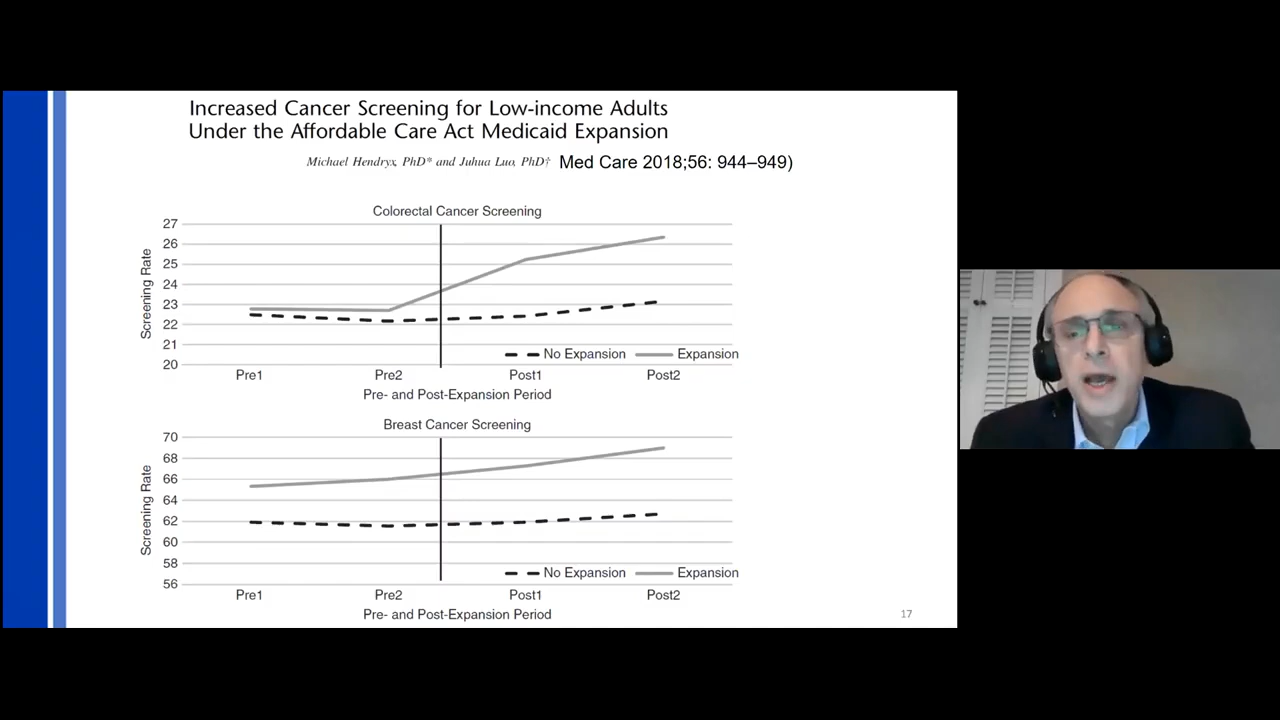 Increased Cancer Screening for Low-income Adults
Under the Affordable Care Act Medicaid Expansion
Michael Hendryx, PhD* and Juhua Luo, PhD† Med Care 2018;56: 944–949)
Colorectal Cancer Screening
Screening Rate
27
26
25
24
23
22
21
20
No Expansion Expansion
Pre1 Pre2 Post1 Post2
Pre- and Post-Expansion Period
Breast Cancer Screening
Screening Rate
70
68
66
64
62
60
58
56
No Expansion Expansion
Pre1 Pre2 Post1 Post2
Pre- and Post-Expansion Period
17